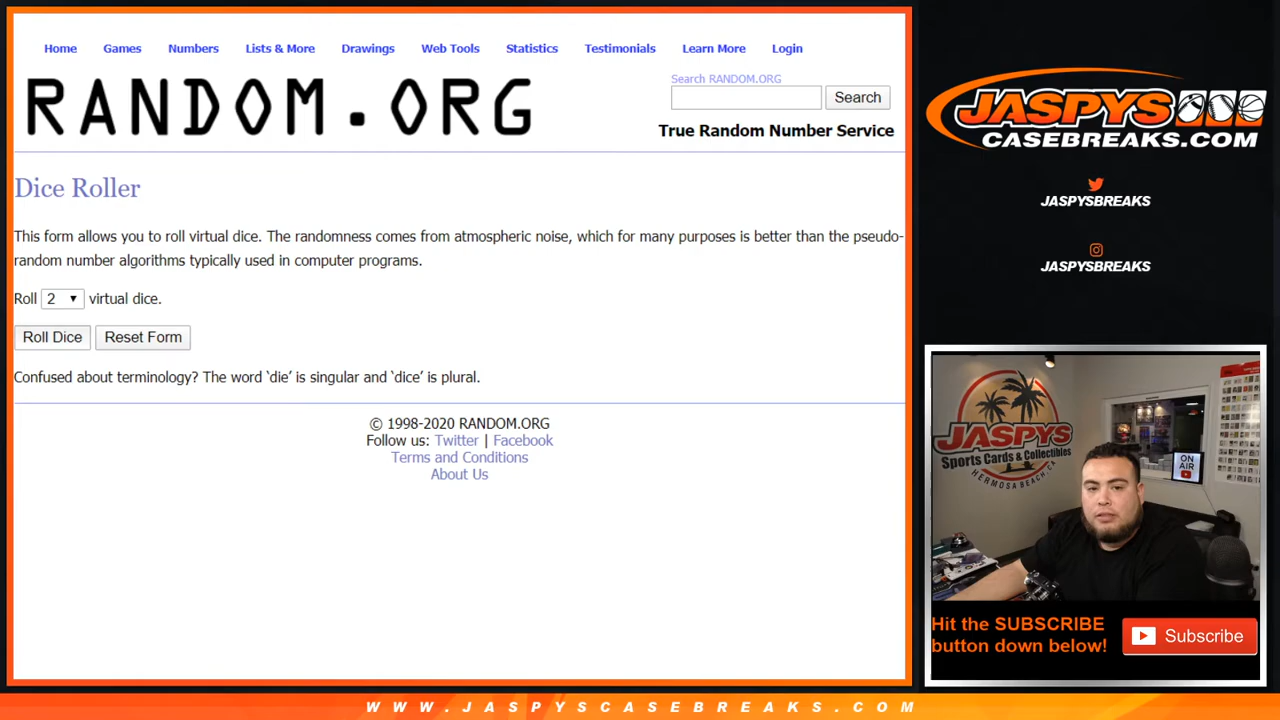 Home Games Numbers Lists & More Drawings Web Tools Statistics Testimonials Learn More Login
RANDOM.ORG
Search RANDOM.ORG
Search
True Random Number Service
Dice Roller
This form allows you to roll virtual dice. The randomness comes from atmospheric noise, which for many purposes is better than the pseudo-
random number algorithms typically used in computer programs.
Roll 2 virtual dice.
Roll Dice Reset Form
Confused about terminology? The word ‘die’ is singular and ‘dice’ is plural.
© 1998-2020 RANDOM.ORG
Follow us: Twitter | Facebook
Terms and Conditions
About Us
JASPYS
CASEBREAKS.COM
JASPYSBREAKS
JASPYSBREAKS
JASPYS
Sports Cards & Collectibles
HERMOSA BEACH, CA
ON
AIR
Hit the SUBSCRIBE
button down below!
Subscribe
WWW.JASPYSCASEBREAKS.COM